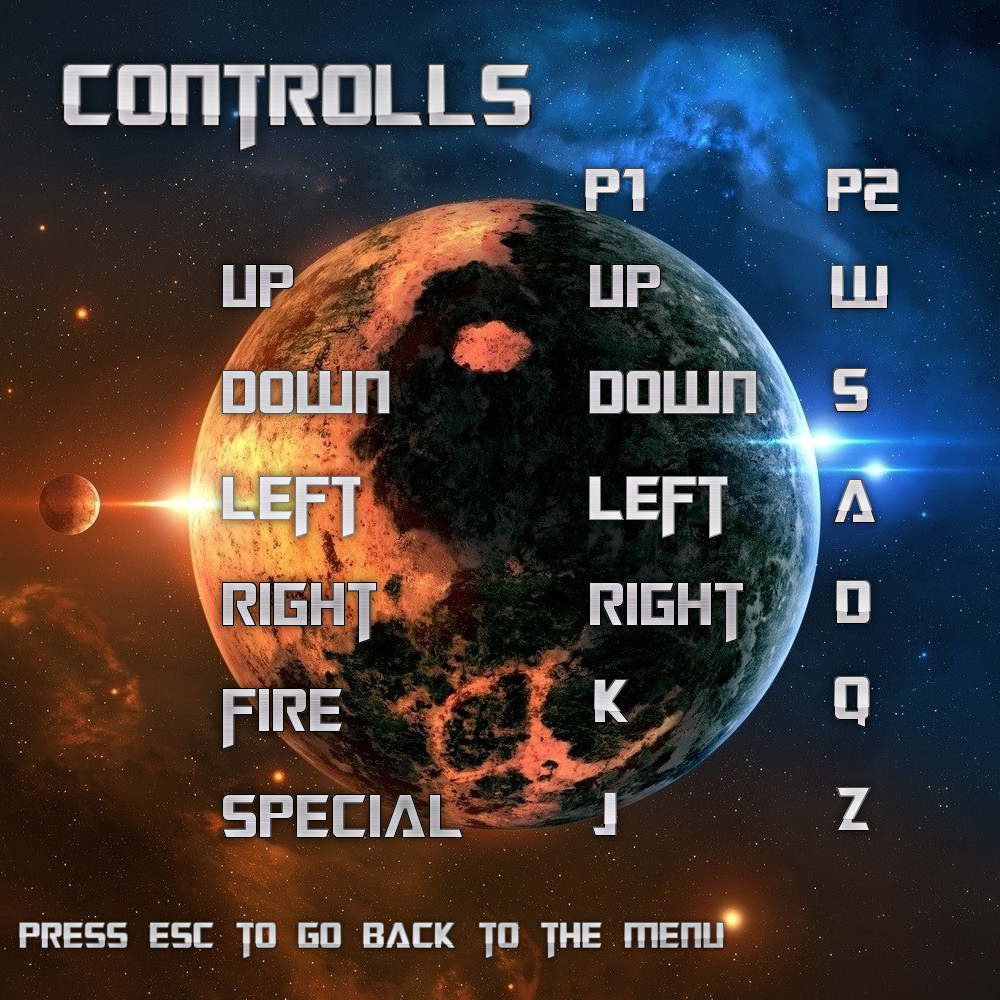 CONTROLLS
P1 P2
UP UP W
DOWN DOWN S
LEFT LEFT A
RIGHT RIGHT D
FIRE K Q
SPECIAL J Z
PRESS ESC TO GO BACK TO THE MENU